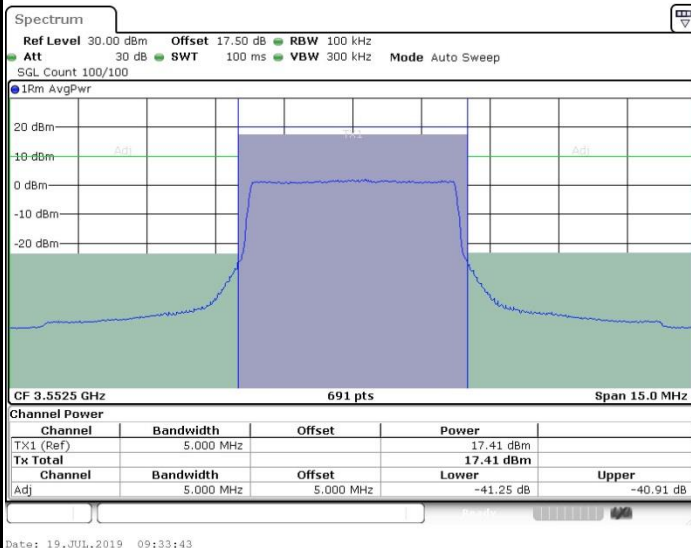 Spectrum
Ref Level 30.00 dBm Offset 17.50 dB RBW 100 kHz
Att 30 dB SWT 100 ms VBW 300 kHz Mode Auto Sweep
SGL Count 100/100
1Rm AvgPwr
20 dBm
TX1
Adj Adj
10 dBm
0 dBm
-10 dBm
-20 dBm
CF 3.5525 GHz 691 pts Span 15.0 MHz
Channel Power
Channel Bandwidth Offset Power
TX1 (Ref) 5.000 MHz 17.41 dBm
Tx Total 17.41 dBm
Channel Bandwidth Offset Lower Upper
Adj 5.000 MHz 5.000 MHz -41.25 dB -40.91 dB
Ready
Date: 19.JUL.2019 09:33:43